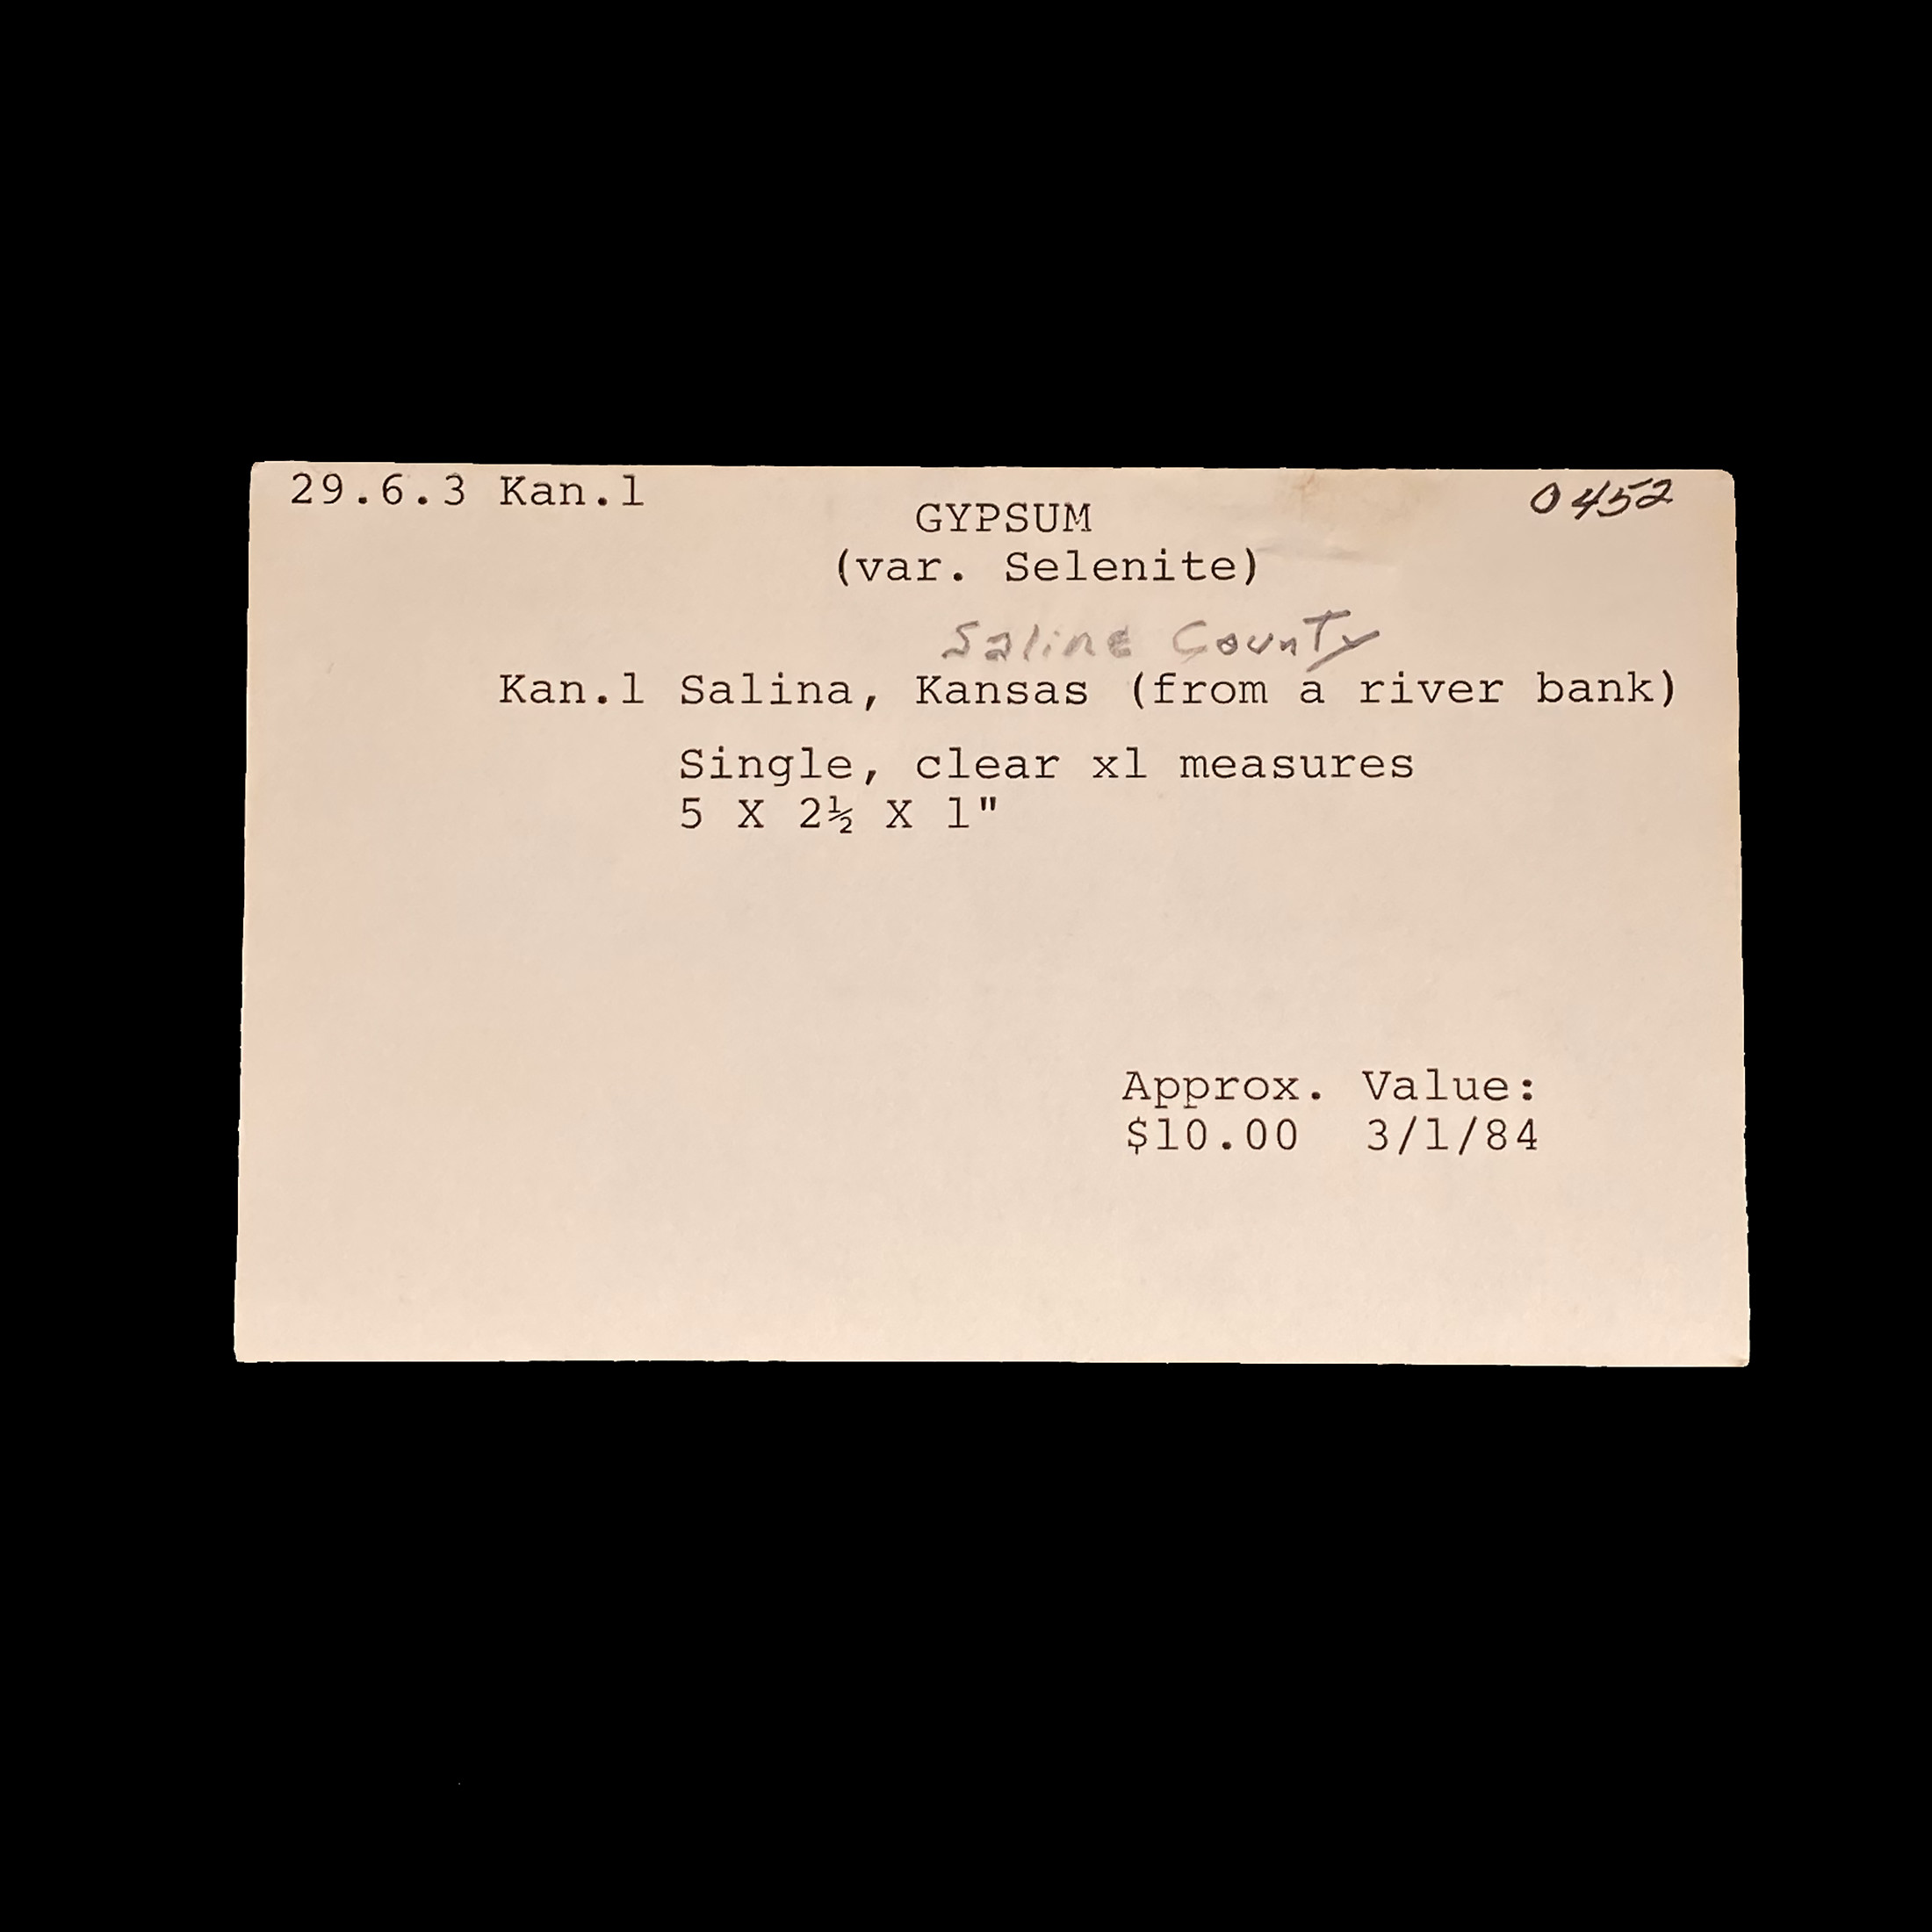 29.6.3 Kan.1
0452
GYPSUM
(var. Selenite)
Saline County
Kan.1 Salina, Kansas (from a river bank)
Single, clear xl measures
5 X 2½ X 1"
Approx. Value:
$10.00 3/1/84